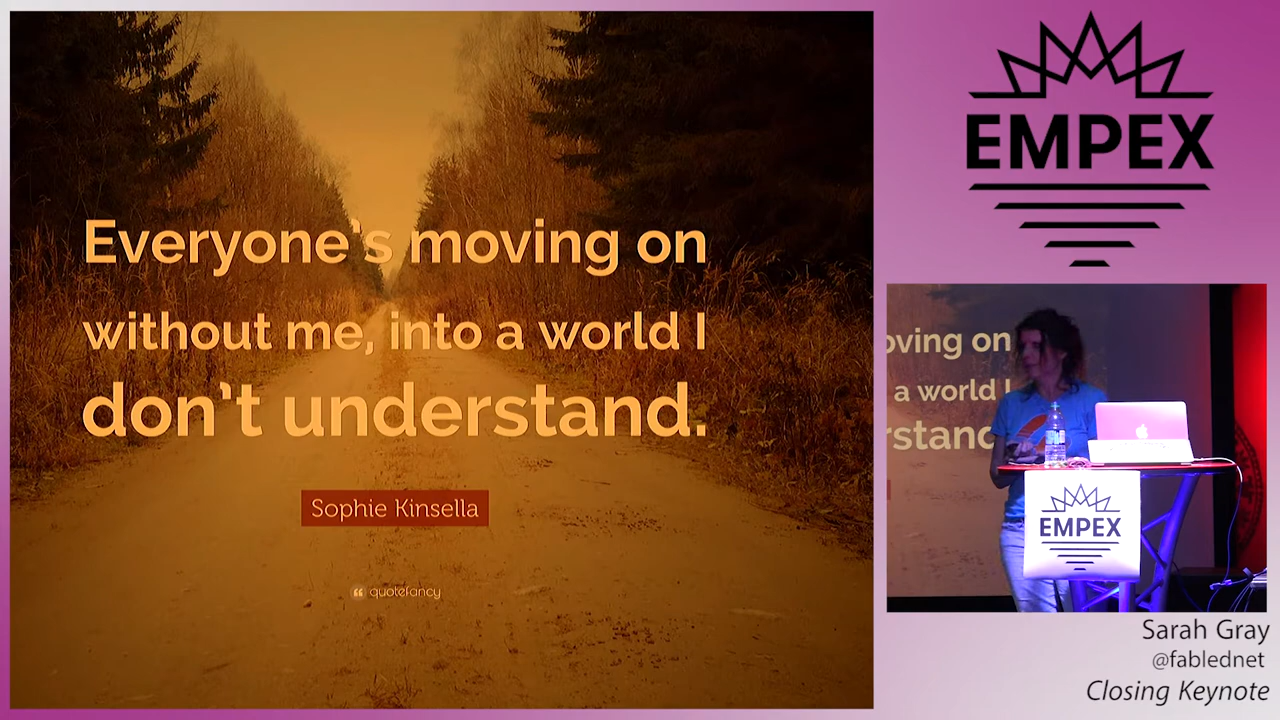 Everyone's moving on
without me, into a world I
don't understand.
Sophie Kinsella
quotefancy
EMPEX
oving on
a world I
rstand
EMPEX
Sarah Gray
@fablednet
Closing Keynote